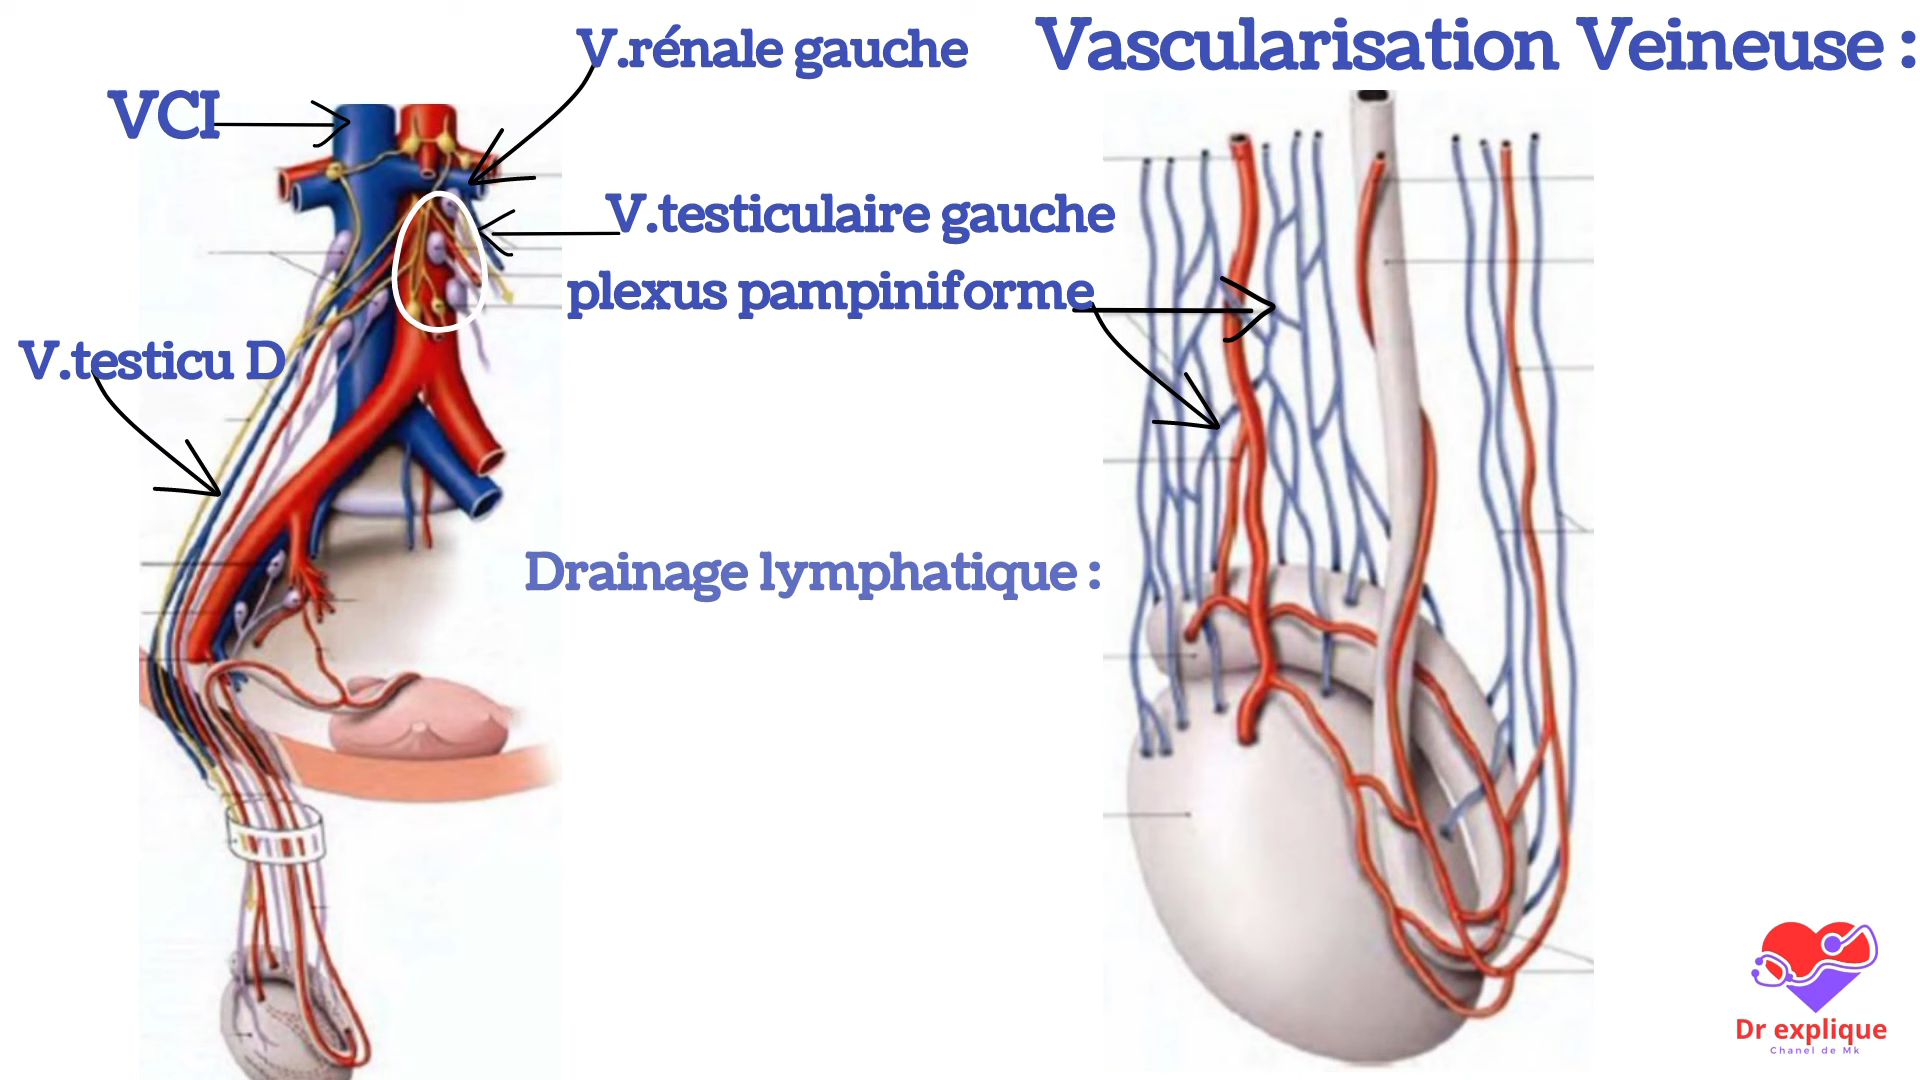 Vascularisation Veineuse :
V.rénale gauche
VCI
V.testiculaire gauche
plexus pampiniforme
V.testicu D
Drainage lymphatique :
Dr explique
Chanel de Mk